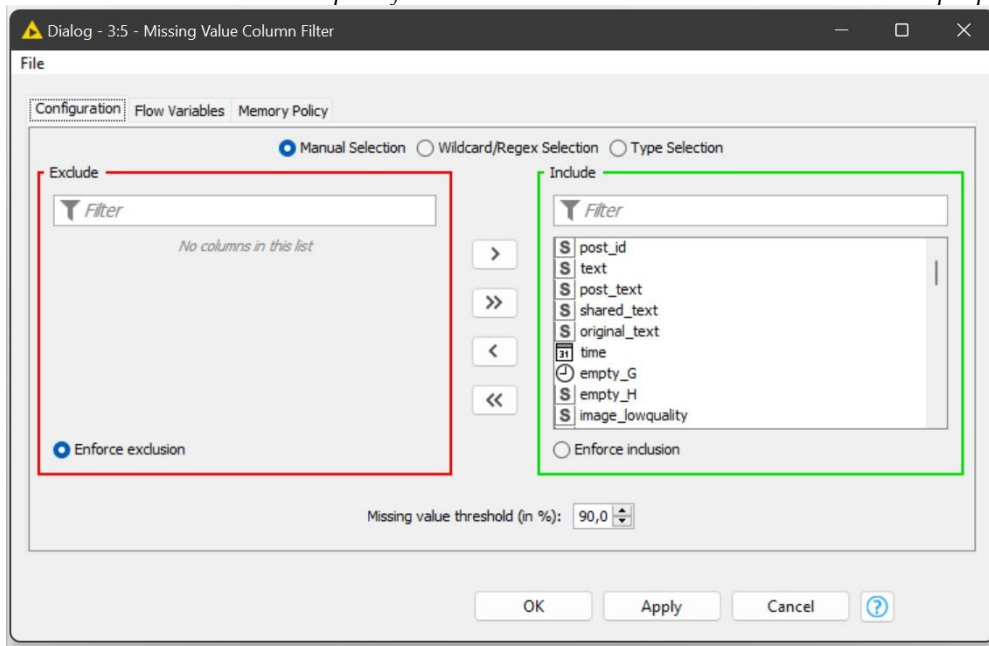 Dialog - 3:5 - Missing Value Column Filter
File
Configuration Flow Variables Memory Policy
Manual Selection Wildcard/Regex Selection Type Selection
Exclude
Include
Filter
Filter
No columns in this list
S post_id
S text
S post_text
S shared_text
S original_text
31 time
empty_G
S empty_H
S image_lowquality
>
>>
<
<<
Enforce exclusion
Enforce inclusion
Missing value threshold (in %): 90,0
OK Apply Cancel ?